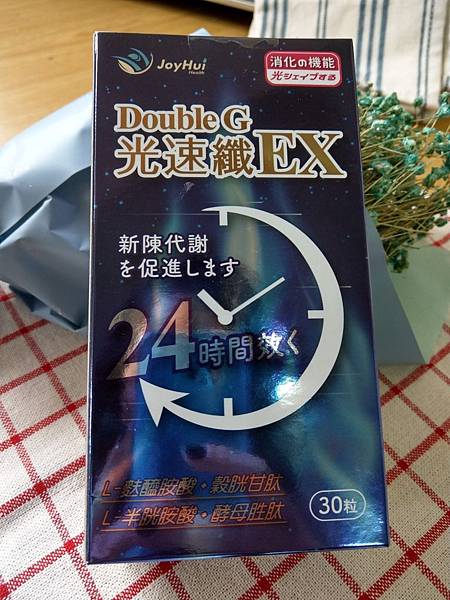 JoyHui
Health
消化の機能
光シェイプする
Double G
光速纖EX
新陳代謝
を促進します
24時間効く
L-麩醯胺酸・穀胱甘肽
L-半胱胺酸・酵母胜肽
30粒